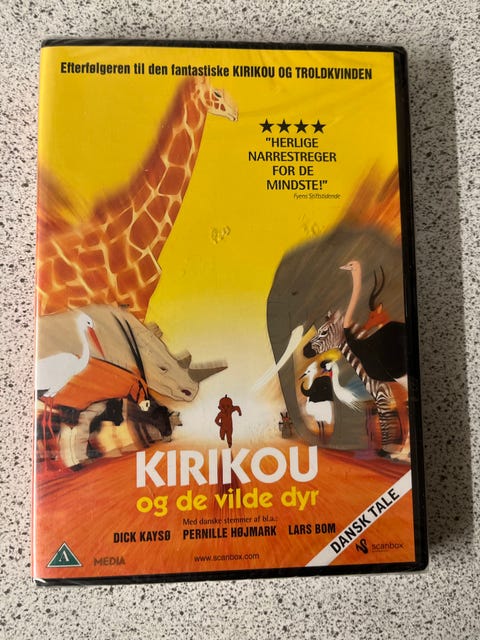 Efterfølgeren til den fantastiske KIRIKOU OG TROLDKVINDEN
"HERLIGE
NARRESTREGER
FOR DE
MINDSTE!"
Fyens Stiftstidende
KIRIKOU
og de vilde dyr
Med danske stemmer af bl.a.:
DICK KAYSØ PERNILLE HØJMARK LARS BOM
DANSK TALE
A
MEDIA
www.scanbox.com
scanbox